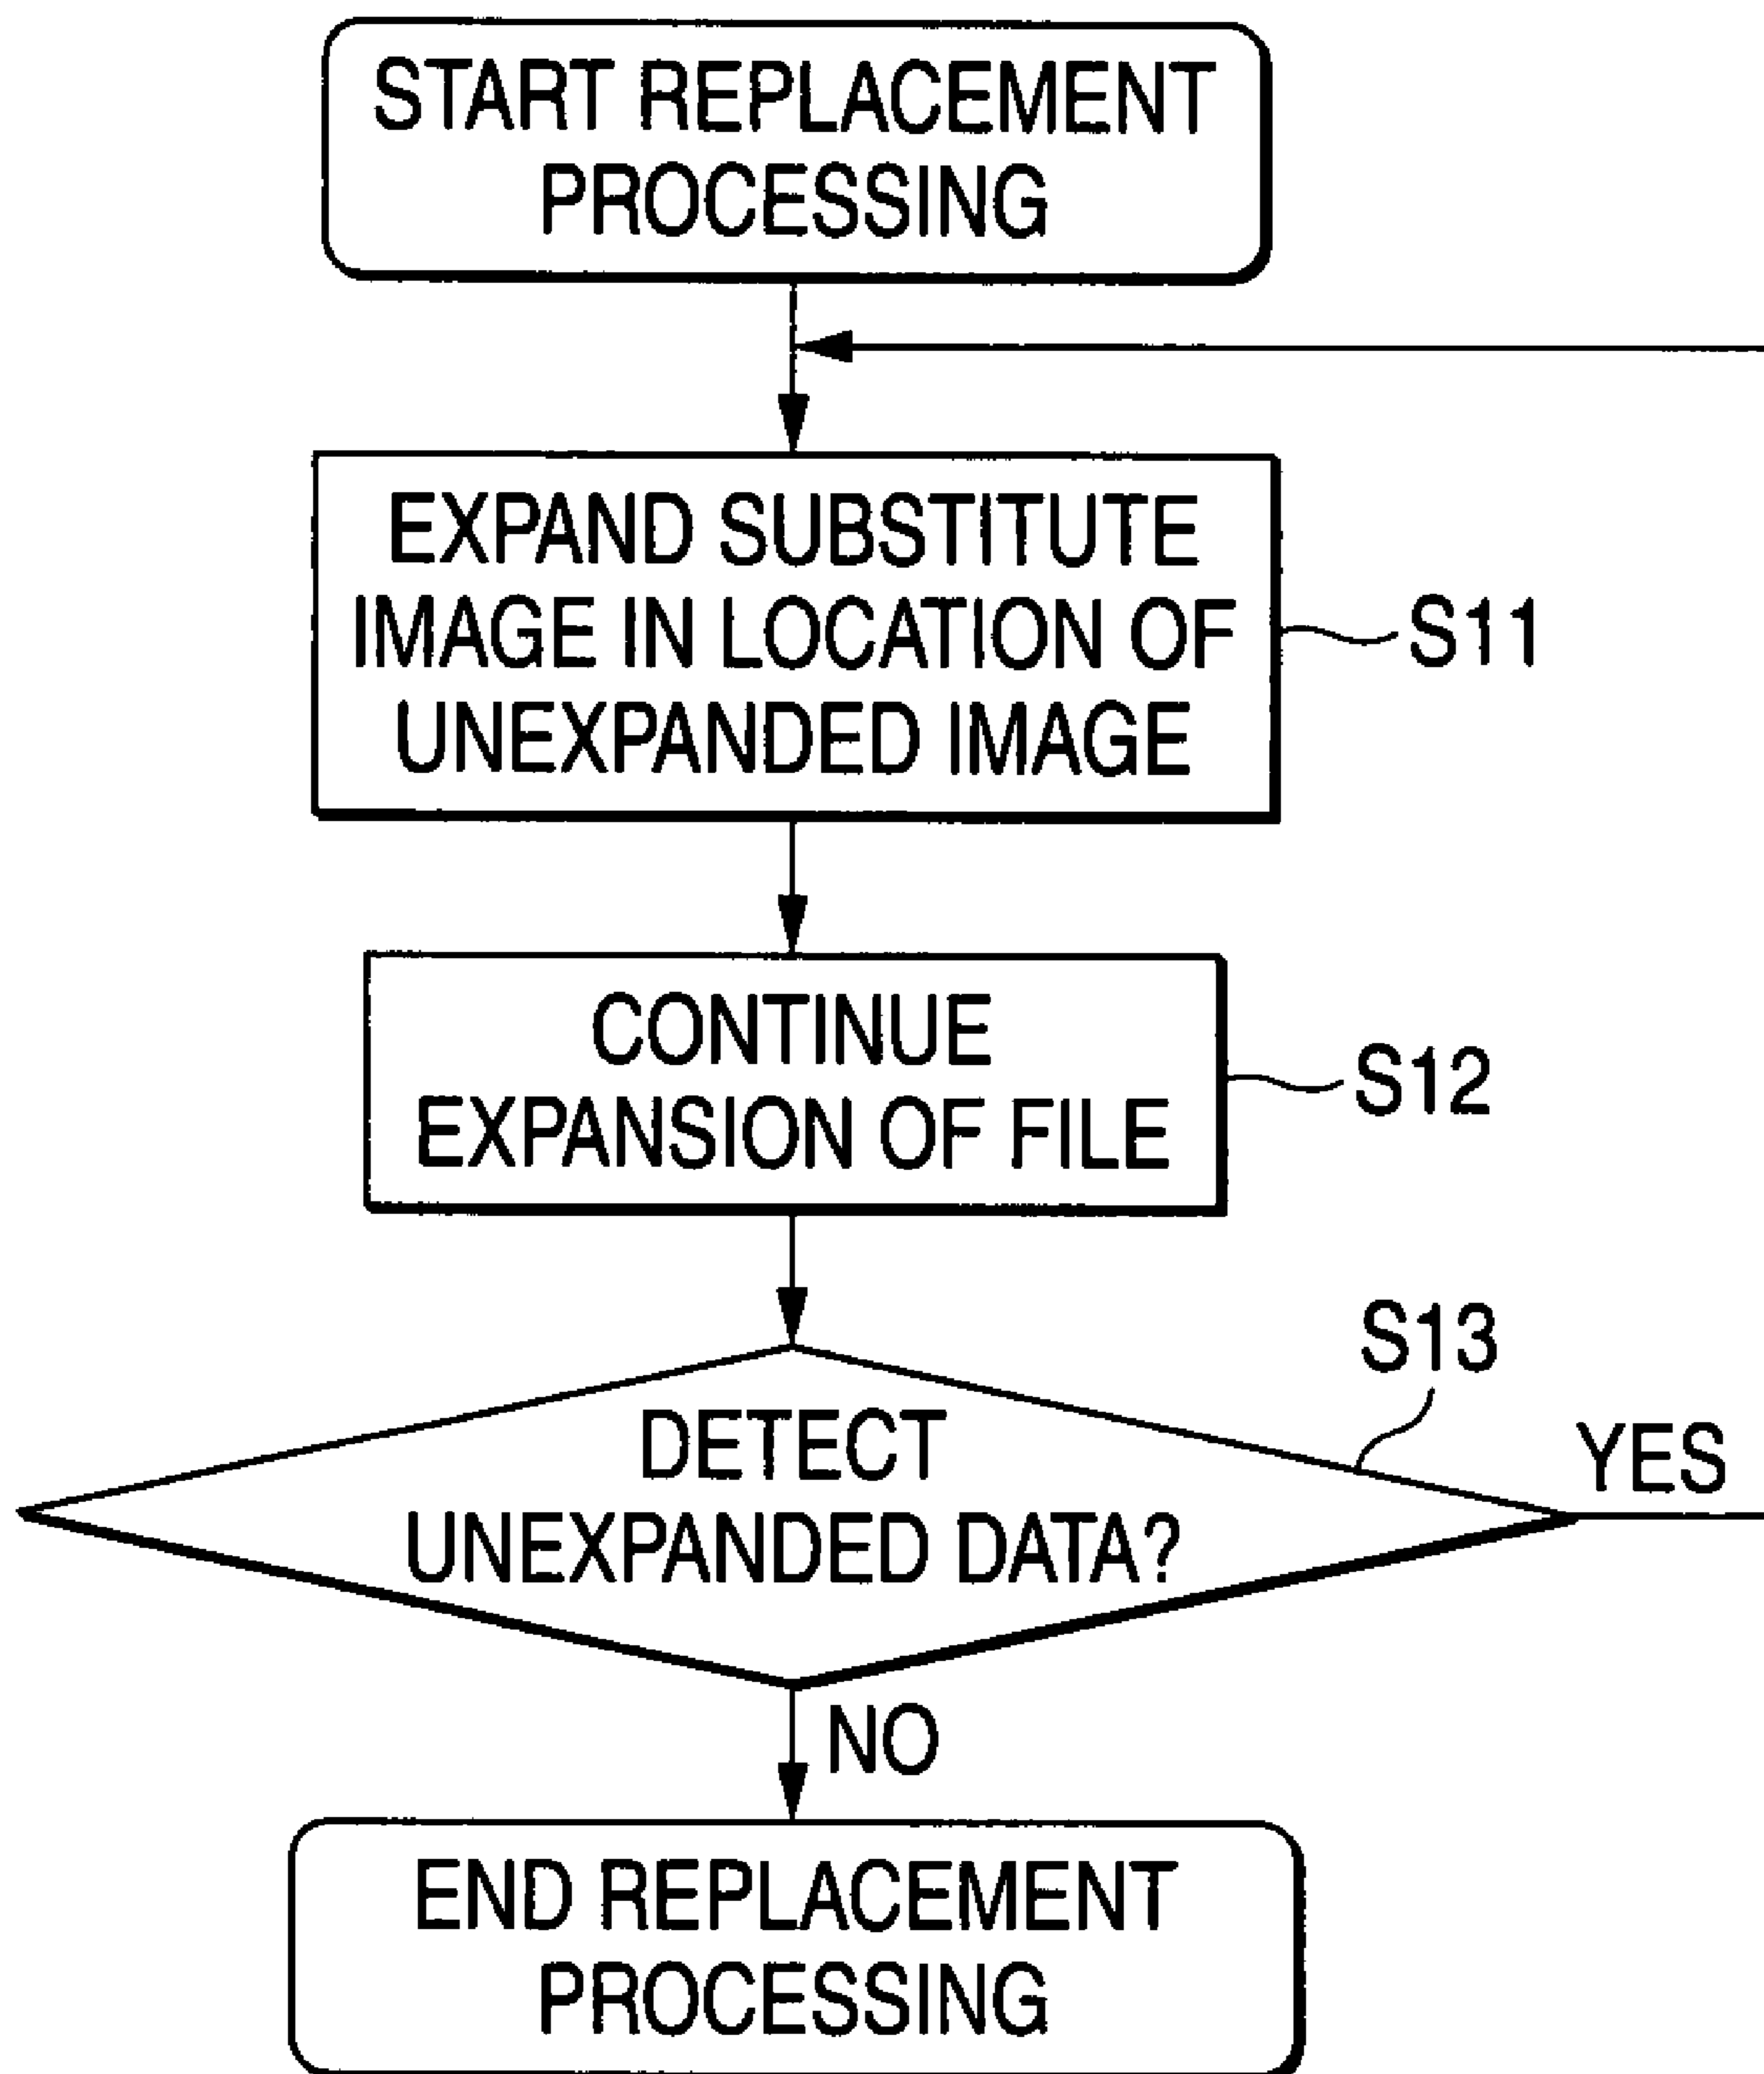 START REPLACEMENT
PROCESSING
EXPAND SUBSTITUTE
IMAGE IN LOCATION OF
UNEXPANDED IMAGE
S11
CONTINUE
EXPANSION OF FILE
S12
S13
DETECT
UNEXPANDED DATA?
YES
NO
END REPLACEMENT
PROCESSING